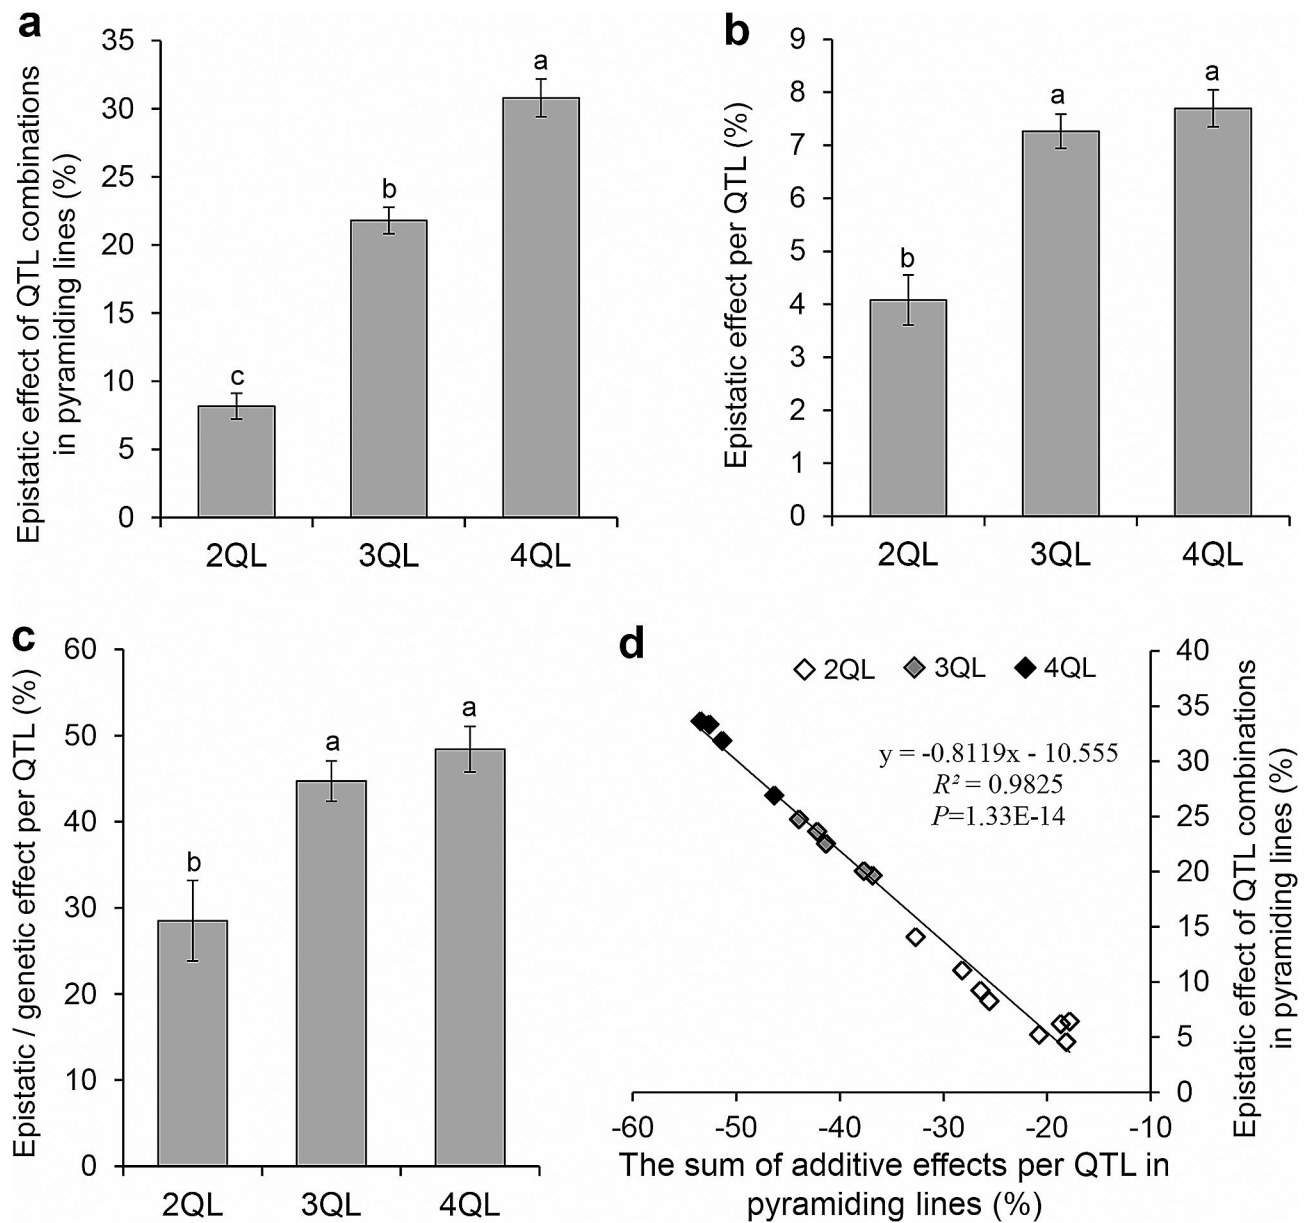 a
Epistatic effect of QTL combinations
in pyramiding lines (%)
35
30
25
20
15
10
5
0
c
b
a
2QL
3QL
4QL
b
Epistatic effect per QTL (%)
9
8
7
6
5
4
3
2
1
0
b
a
a
2QL
3QL
4QL
c
Epistatic / genetic effect per QTL (%)
60
50
40
30
20
10
0
b
a
a
2QL
3QL
4QL
d
2QL
3QL
4QL
y = -0.8119x - 10.555
R² = 0.9825
P=1.33E-14
40
35
30
25
20
15
10
5
0
Epistatic effect of QTL combinations
in pyramiding lines (%)
-60
-50
-40
-30
-20
-10
The sum of additive effects per QTL in
pyramiding lines (%)